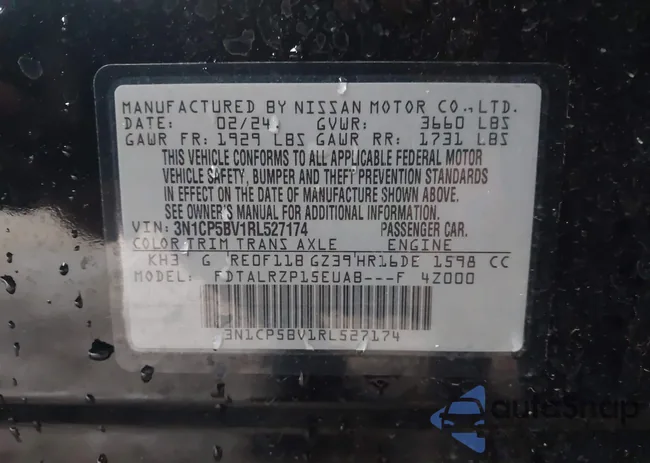 MANUFACTURED BY NISSAN MOTOR CO., LTD.
DATE: 02/24 GVWR: 3660 LBS
GAWR FR: 1929 LBS GAWR RR: 1731 LBS
THIS VEHICLE CONFORMS TO ALL APPLICABLE FEDERAL MOTOR
VEHICLE SAFETY, BUMPER AND THEFT PREVENTION STANDARDS
IN EFFECT ON THE DATE OF MANUFACTURE SHOWN ABOVE.
SEE OWNER'S MANUAL FOR ADDITIONAL INFORMATION.
VIN: 3N1CP5BV1RL527174 PASSENGER CAR.
COLOR TRIM TRANS AXLE ENGINE
KH3 G RE0F11B GZ39 HR16DE 1598 CC
MODEL: FDTALRZP15EUAB---F 4Z000
3N1CP5BV1RL527174
autoSnap